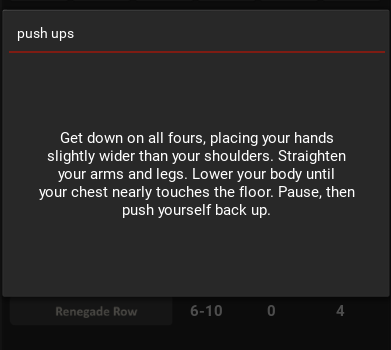 push ups
Get down on all fours, placing your hands
slightly wider than your shoulders. Straighten
your arms and legs. Lower your body until
your chest nearly touches the floor. Pause, then
push yourself back up.
Renegade Row 6-10 0 4